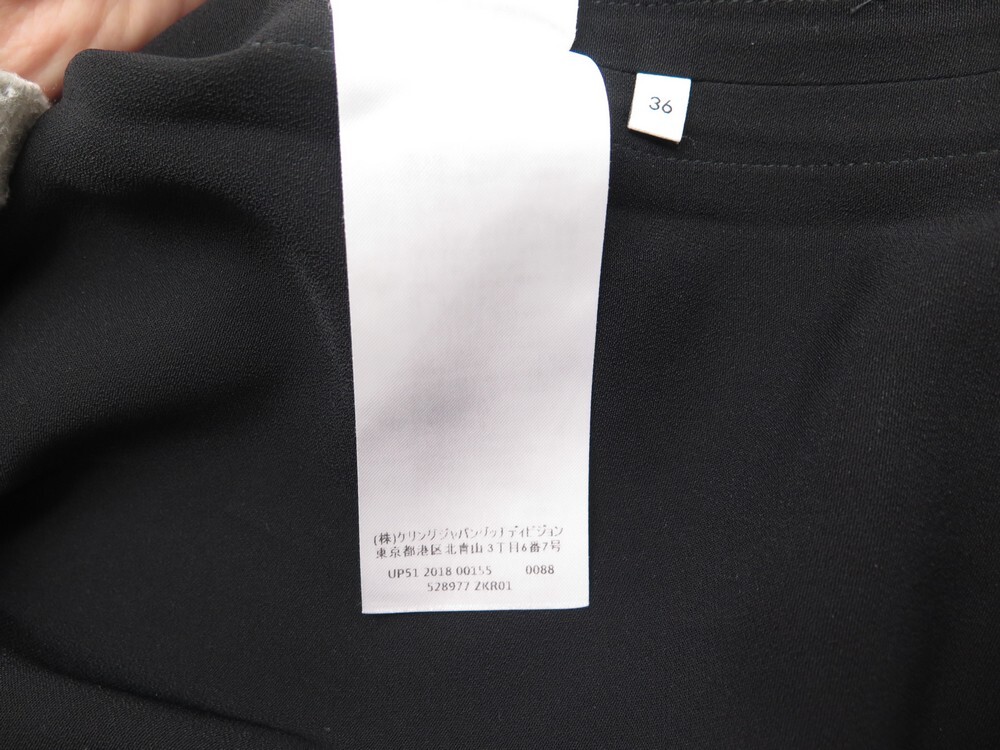 36
(株)ケリングジャパングッチディビジョン
東京都港区北青山3丁目6番7号
UP51 2018 00155 0088
528977 ZKR01